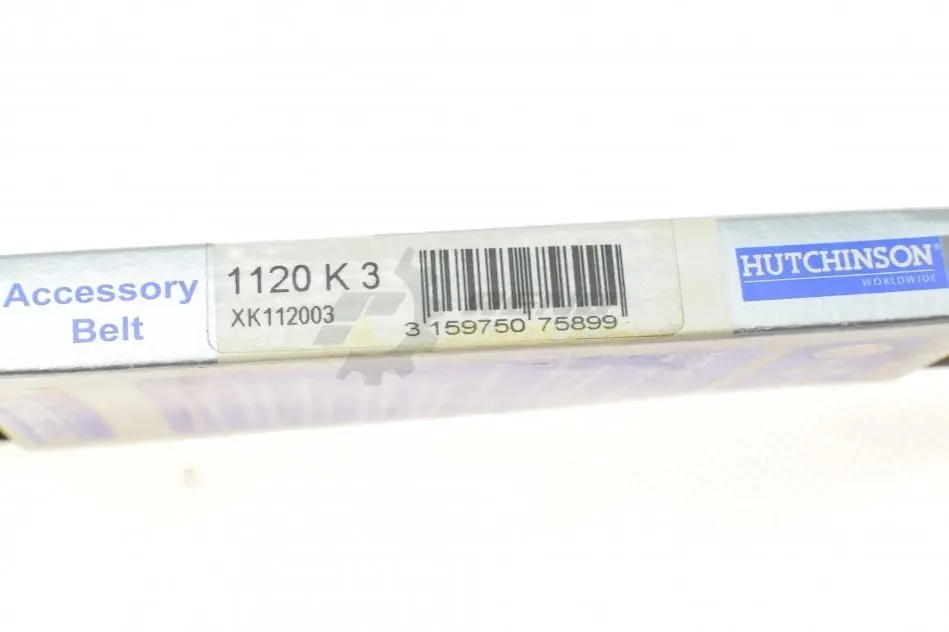 Accessory
Belt
1120 K 3
XK112003
3 159750 75899
HUTCHINSON
WORLDWIDE